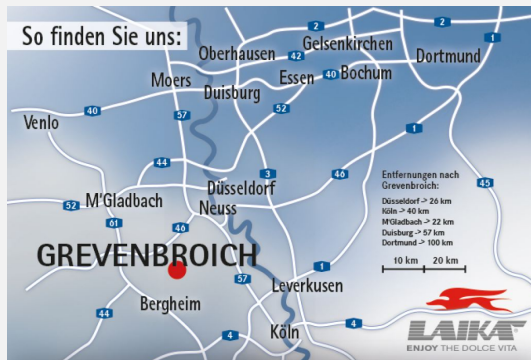 So finden Sie uns:
2
2
1
Gelsenkirchen
Oberhausen
42
Dortmund
Moers
Essen
40
Bochum
Duisburg
40
57
52
Venlo
1
44
3
46
Düsseldorf
45
52
M'Gladbach
Neuss
61
46
GREVENBROICH
57
1
Leverkusen
Bergheim
44
4
Köln
4
Entfernungen nach
Grevenbroich:
Düsseldorf -> 26 km
Köln -> 40 km
M'Gladbach -> 22 km
Duisburg -> 57 km
Dortmund -> 100 km
10 km 20 km
LAIKA
ENJOY THE DOLCE VITA